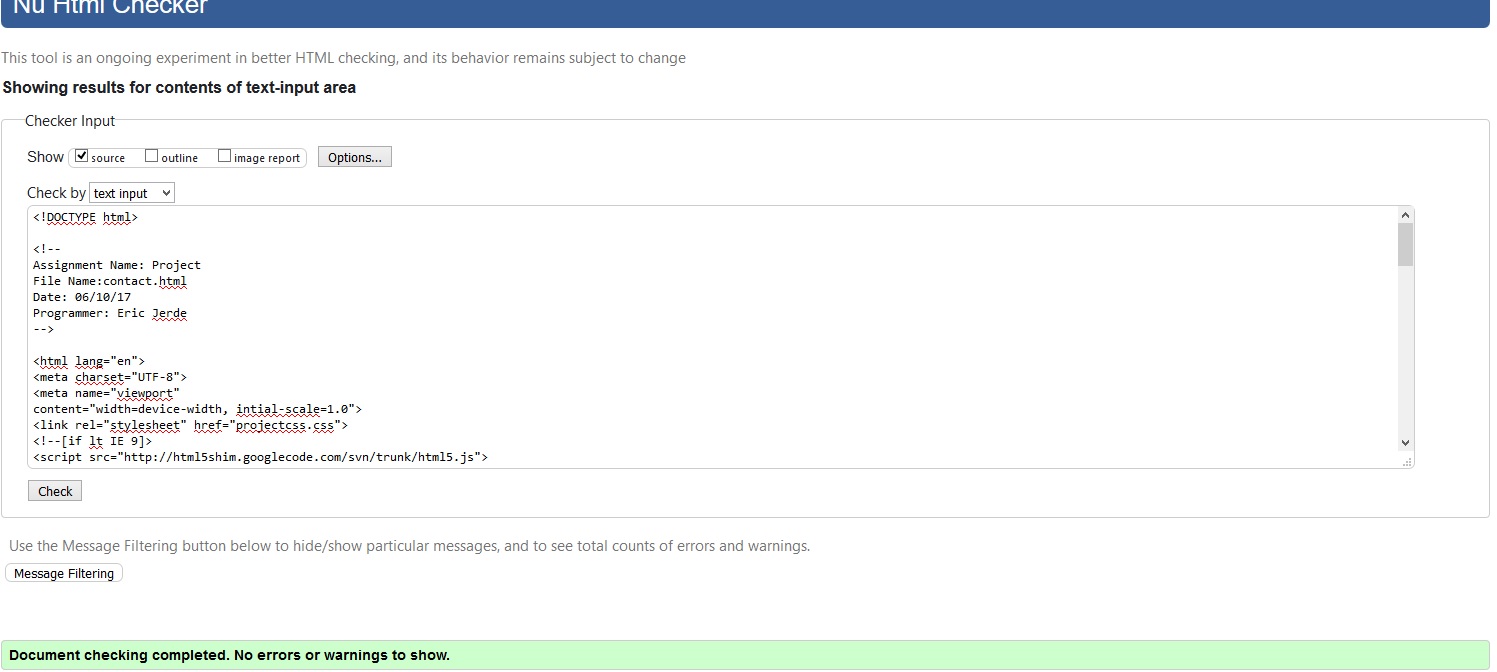 Nu Html Checker
This tool is an ongoing experiment in better HTML checking, and its behavior remains subject to change
Showing results for contents of text-input area
Checker Input
Show source outline image report Options...
Check by text input
<!DOCTYPE html>
<!--
Assignment Name: Project
File Name:contact.html
Date: 06/10/17
Programmer: Eric Jerde
-->
<html lang="en">
<meta charset="UTF-8">
<meta name="viewport"
content="width=device-width, intial-scale=1.0">
<link rel="stylesheet" href="projectcss.css">
<!--[if lt IE 9]>
<script src="http://html5shim.googlecode.com/svn/trunk/html5.js">
Check
Use the Message Filtering button below to hide/show particular messages, and to see total counts of errors and warnings.
Message Filtering
Document checking completed. No errors or warnings to show.